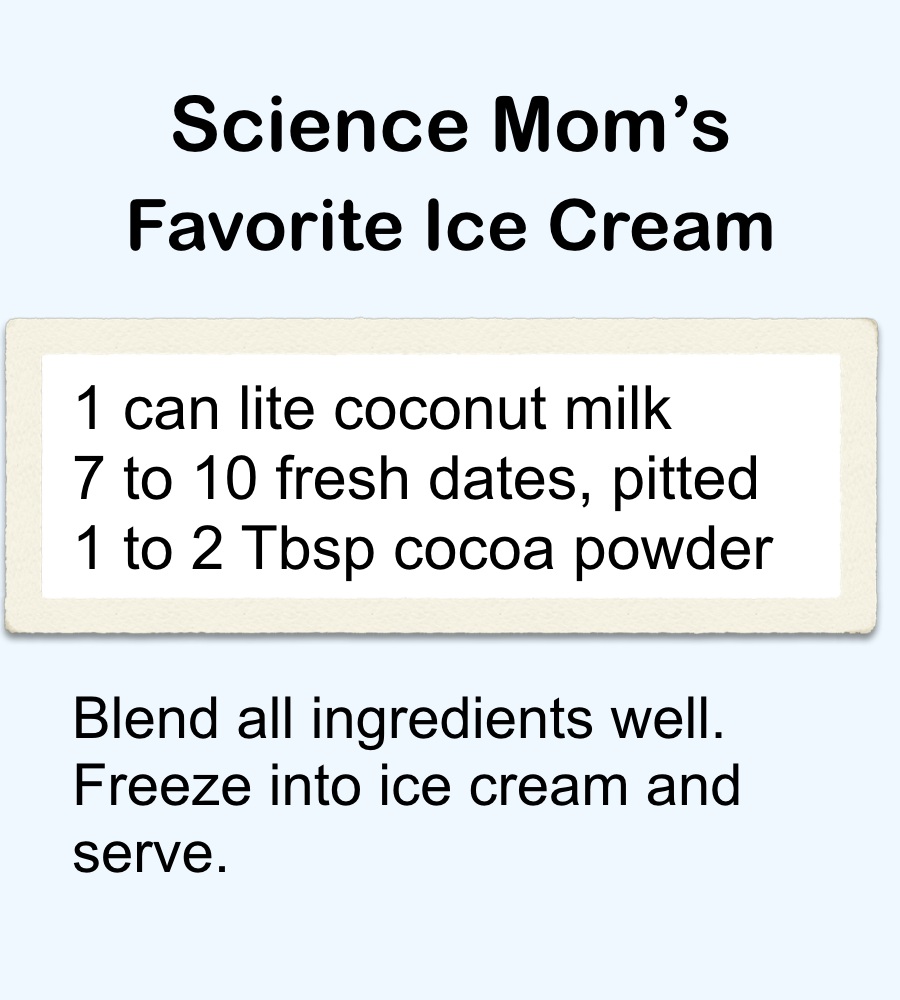 Science Mom’s
Favorite Ice Cream
1 can lite coconut milk
7 to 10 fresh dates, pitted
1 to 2 Tbsp cocoa powder
Blend all ingredients well.
Freeze into ice cream and
serve.